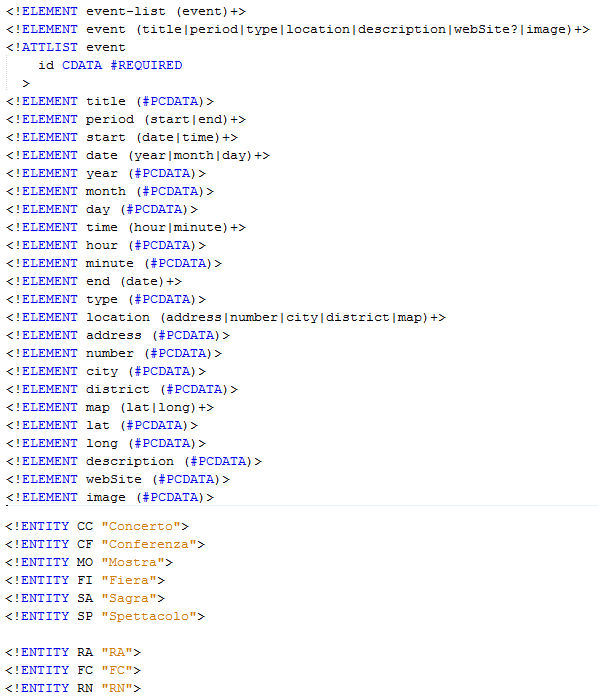 <!ELEMENT event-list (event)+>
<!ELEMENT event (title|period|type|location|description|webSite?|image)+>
<!ATTLIST event
    id CDATA #REQUIRED
  >
<!ELEMENT title (#PCDATA)>
<!ELEMENT period (start|end)+>
<!ELEMENT start (date|time)+>
<!ELEMENT date (year|month|day)+>
<!ELEMENT year (#PCDATA)>
<!ELEMENT month (#PCDATA)>
<!ELEMENT day (#PCDATA)>
<!ELEMENT time (hour|minute)+>
<!ELEMENT hour (#PCDATA)>
<!ELEMENT minute (#PCDATA)>
<!ELEMENT end (date)+>
<!ELEMENT type (#PCDATA)>
<!ELEMENT location (address|number|city|district|map)+>
<!ELEMENT address (#PCDATA)>
<!ELEMENT number (#PCDATA)>
<!ELEMENT city (#PCDATA)>
<!ELEMENT district (#PCDATA)>
<!ELEMENT map (lat|long)+>
<!ELEMENT lat (#PCDATA)>
<!ELEMENT long (#PCDATA)>
<!ELEMENT description (#PCDATA)>
<!ELEMENT webSite (#PCDATA)>
<!ELEMENT image (#PCDATA)>
<!ENTITY CC "Concerto">
<!ENTITY CF "Conferenza">
<!ENTITY MO "Mostra">
<!ENTITY FI "Fiera">
<!ENTITY SA "Sagra">
<!ENTITY SP "Spettacolo">
<!ENTITY RA "RA">
<!ENTITY FC "FC">
<!ENTITY RN "RN">